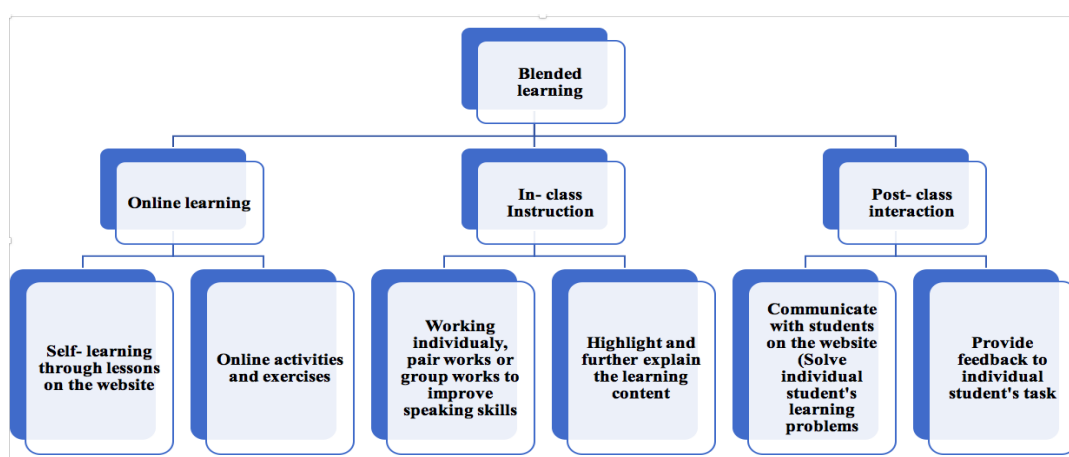 Blended
learning
Online learning
In- class
Instruction
Post- class
interaction
Self- learning
through lessons
on the website
Online activities
and exercises
Working
individualy,
pair works or
group works to
improve
speaking skills
Highlight and
further explain
the learning
content
Communicate
with students
on the website
(Solve
individual
student's
learning
problems
Provide
feedback to
individual
student's task